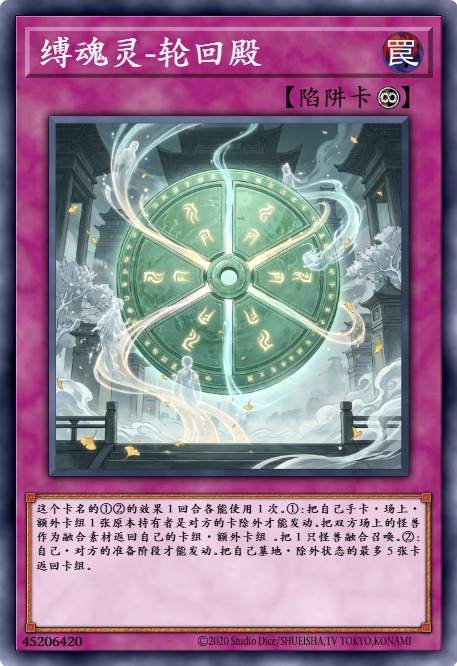 缚魂灵-轮回殿
罠
【陷阱卡♾】
这个卡名的①②的效果1回合各能使用1次。①:把自己手卡·场上·
额外卡组1张原本持有者是对方的卡除外才能发动。把双方场上的怪兽
作为融合素材返回自己的卡组·额外卡组 。把1只怪兽融合召唤。②:
自己·对方的准备阶段才能发动。把自己墓地·除外状态的最多5张卡
返回卡组。
45206420
©2020 Studio Dice/SHUEISHA,TV TOKYO,KONAMI